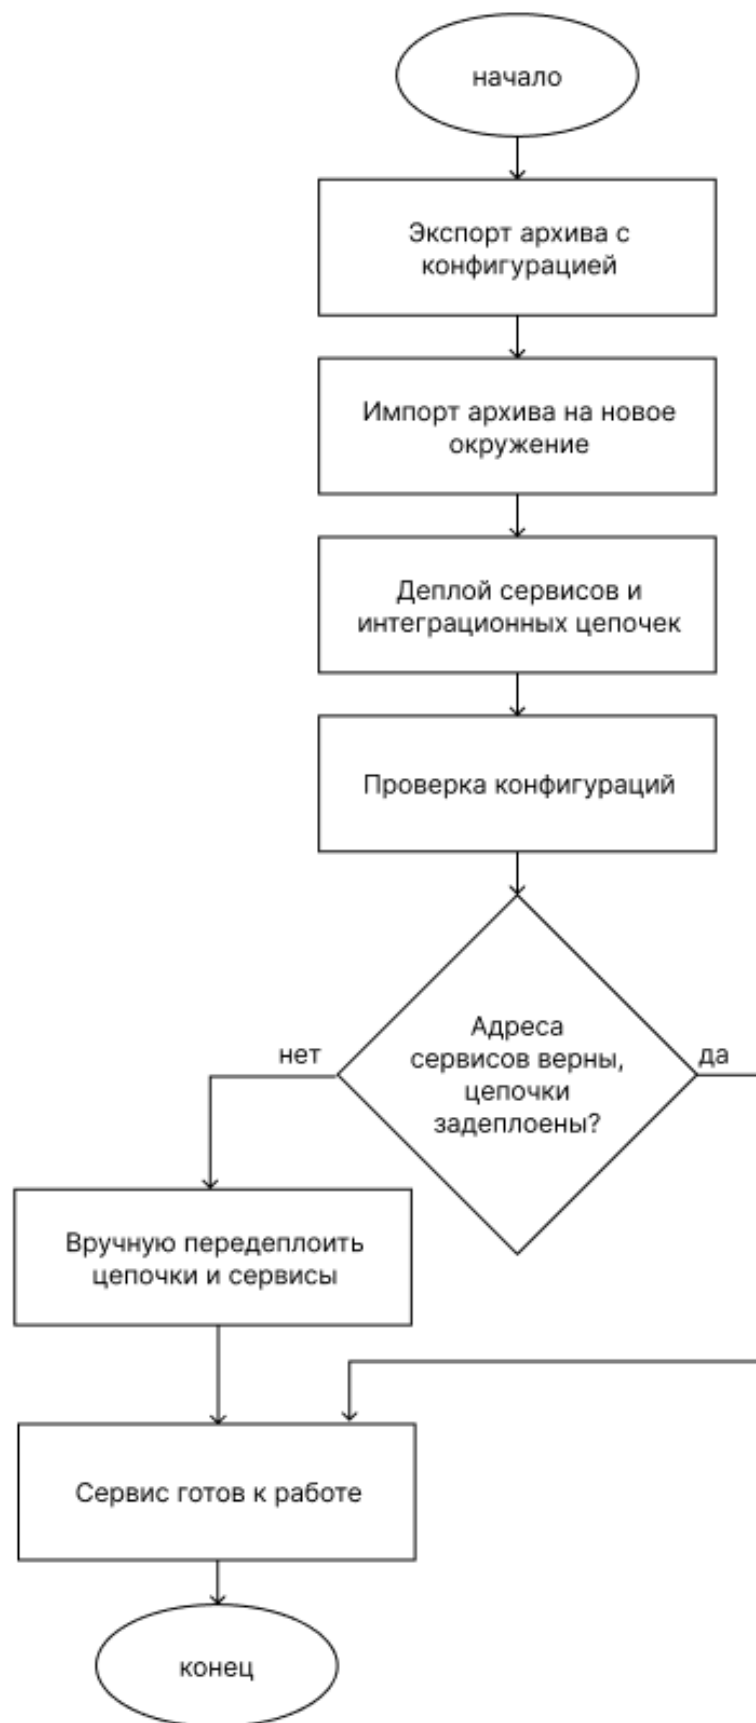 начало
Экспорт архива с
конфигурацией
Импорт архива на новое
окружение
Деплой сервисов и
интеграционных цепочек
Проверка конфигураций
Адреса
сервисов верны,
цепочки
задеплоены?
нет
да
Вручную передеплоить
цепочки и сервисы
Сервис готов к работе
конец